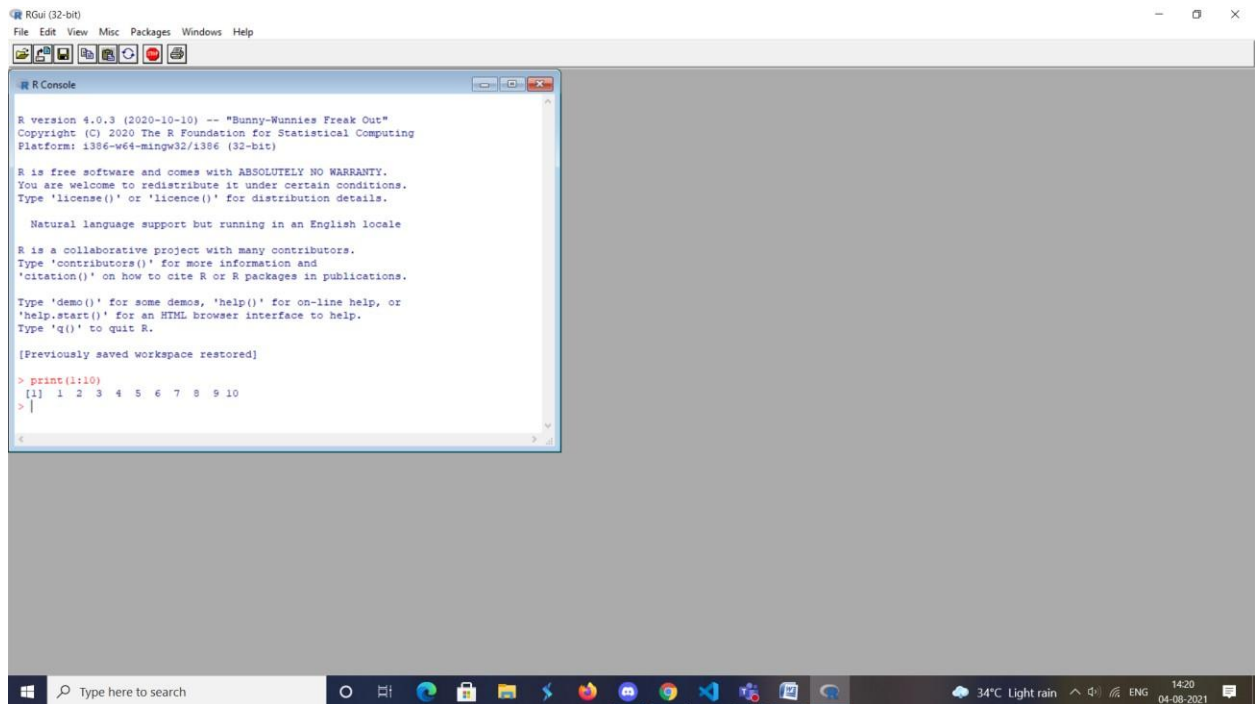 RGui (32-bit)
File Edit View Misc Packages Windows Help
STOP
R Console
R version 4.0.3 (2020-10-10) -- "Bunny-Wunnies Freak Out"
Copyright (C) 2020 The R Foundation for Statistical Computing
Platform: i386-w64-mingw32/i386 (32-bit)
R is free software and comes with ABSOLUTELY NO WARRANTY.
You are welcome to redistribute it under certain conditions.
Type 'license()' or 'licence()' for distribution details.
Natural language support but running in an English locale
R is a collaborative project with many contributors.
Type 'contributors()' for more information and
'citation()' on how to cite R or R packages in publications.
Type 'demo()' for some demos, 'help()' for on-line help, or
'help.start()' for an HTML browser interface to help.
Type 'q()' to quit R.
[Previously saved workspace restored]
> print(1:10)
[1] 1 2 3 4 5 6 7 8 9 10
>
Type here to search
34°C Light rain
ENG
14:20
04-08-2021